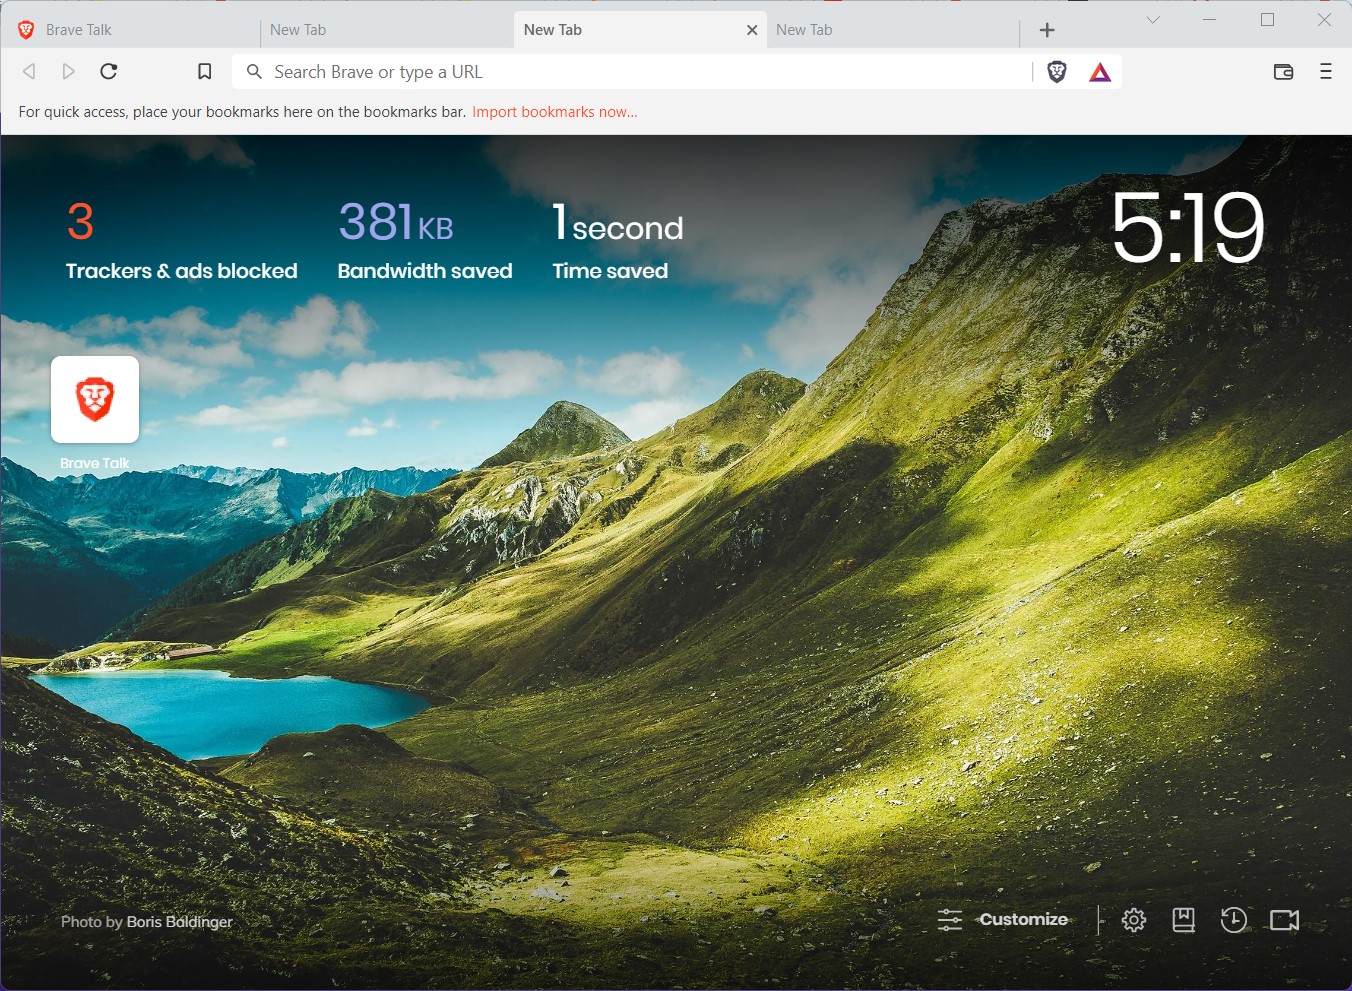 Brave Talk
New Tab
New Tab
New Tab
Search Brave or type a URL
For quick access, place your bookmarks here on the bookmarks bar. Import bookmarks now...
3
Trackers & ads blocked
381KB
Bandwidth saved
1 second
Time saved
5:19
Brave Talk
Photo by Boris Baldinger
Customize